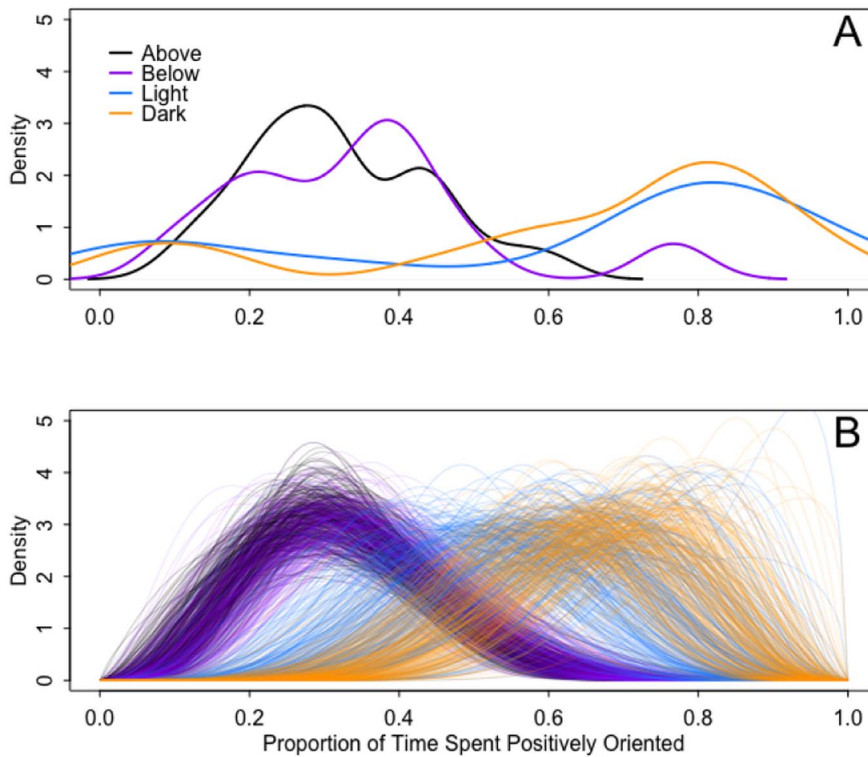 A
5
4
3
2
1
0
Density
Above
Below
Light
Dark
0.0 0.2 0.4 0.6 0.8 1.0
B
5
4
3
2
1
0
Density
0.0 0.2 0.4 0.6 0.8 1.0
Proportion of Time Spent Positively Oriented